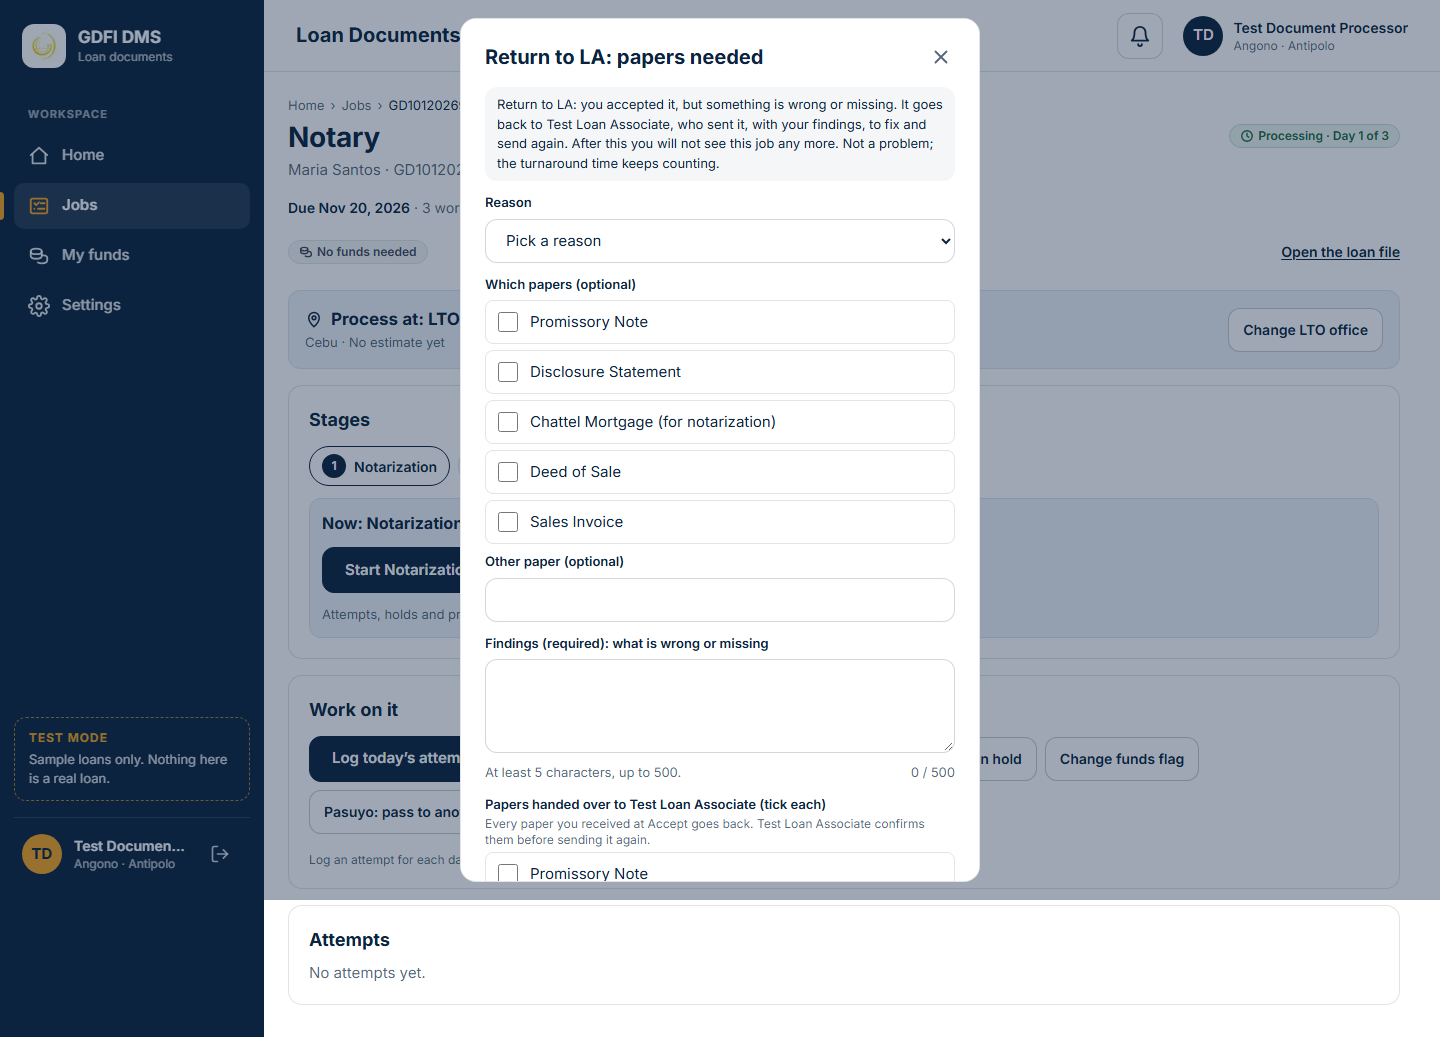 GDFI DMS
Loan documents
WORKSPACE
Home
Jobs
My funds
Settings
TEST MODE
Sample loans only. Nothing here
is a real loan.
TD
Test Documen...
Angono · Antipolo
Loan Documents
TD
Test Document Processor
Angono · Antipolo
Home › Jobs › GD1012026
Notary
Processing · Day 1 of 3
Maria Santos · GD10120
Due Nov 20, 2026 · 3 wor
No funds needed
Open the loan file
Process at: LTO
Cebu · No estimate yet
Change LTO office
Stages
1 Notarization
Now: Notarization
Start Notarizatio
Attempts, holds and pr
Work on it
Log today's attem
n hold
Change funds flag
Pasuyo: pass to ano
Log an attempt for each da
Attempts
No attempts yet.
Return to LA: papers needed
Return to LA: you accepted it, but something is wrong or missing. It goes
back to Test Loan Associate, who sent it, with your findings, to fix and
send again. After this you will not see this job any more. Not a problem;
the turnaround time keeps counting.
Reason
Pick a reason
Which papers (optional)
Promissory Note
Disclosure Statement
Chattel Mortgage (for notarization)
Deed of Sale
Sales Invoice
Other paper (optional)
Findings (required): what is wrong or missing
At least 5 characters, up to 500.
0 / 500
Papers handed over to Test Loan Associate (tick each)
Every paper you received at Accept goes back. Test Loan Associate confirms
them before sending it again.
Promissory Note